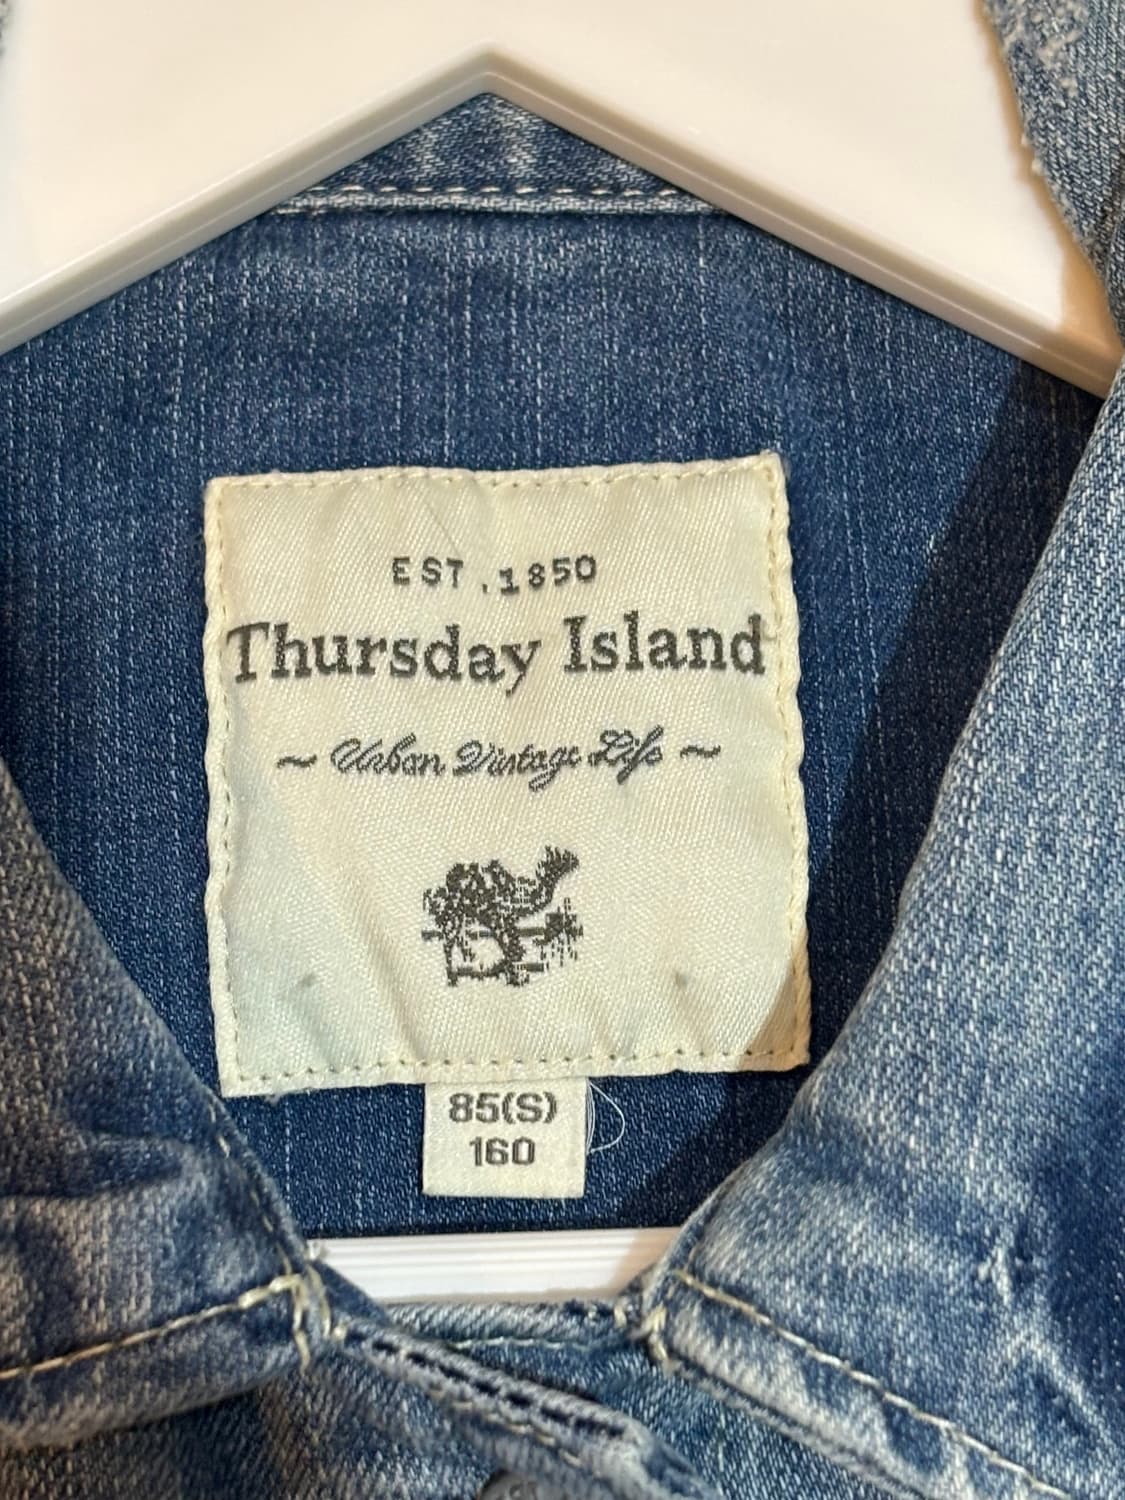 EST.1850
Thursday Island
~ Urban Vintage Life ~
85(S)
160